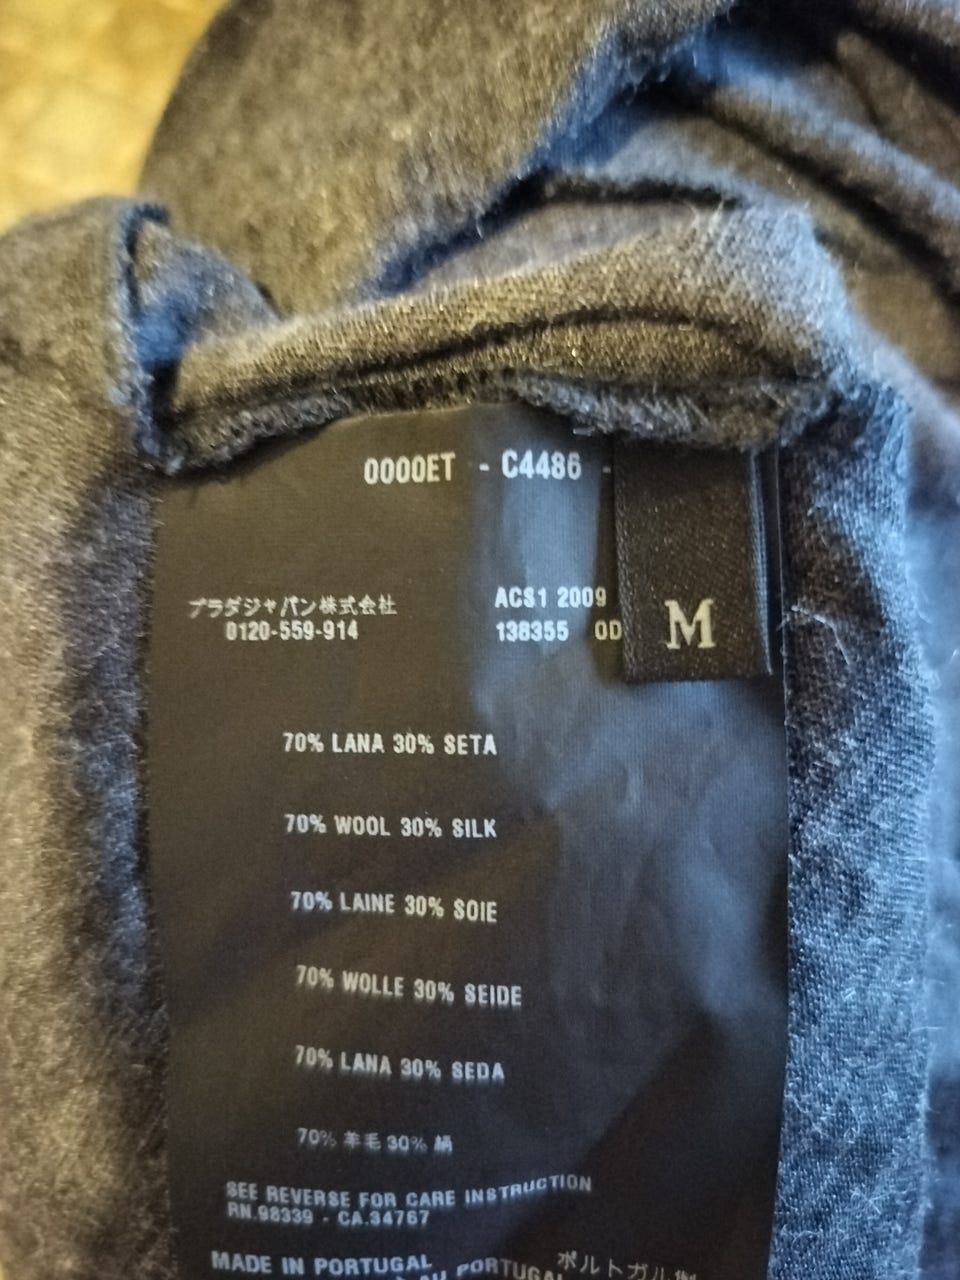 0000ET - C4486 -
プラダジャパン株式会社
0120-559-914
ACS1 2009
138355 OD
M
70% LANA 30% SETA
70% WOOL 30% SILK
70% LAINE 30% SOIE
70% WOLLE 30% SEIDE
70% LANA 30% SEDA
70% 羊毛 30% 絹
SEE REVERSE FOR CARE INSTRUCTION
RN.98339 - CA.34767
MADE IN PORTUGAL
AU PORTUGAL
ポルトガル製